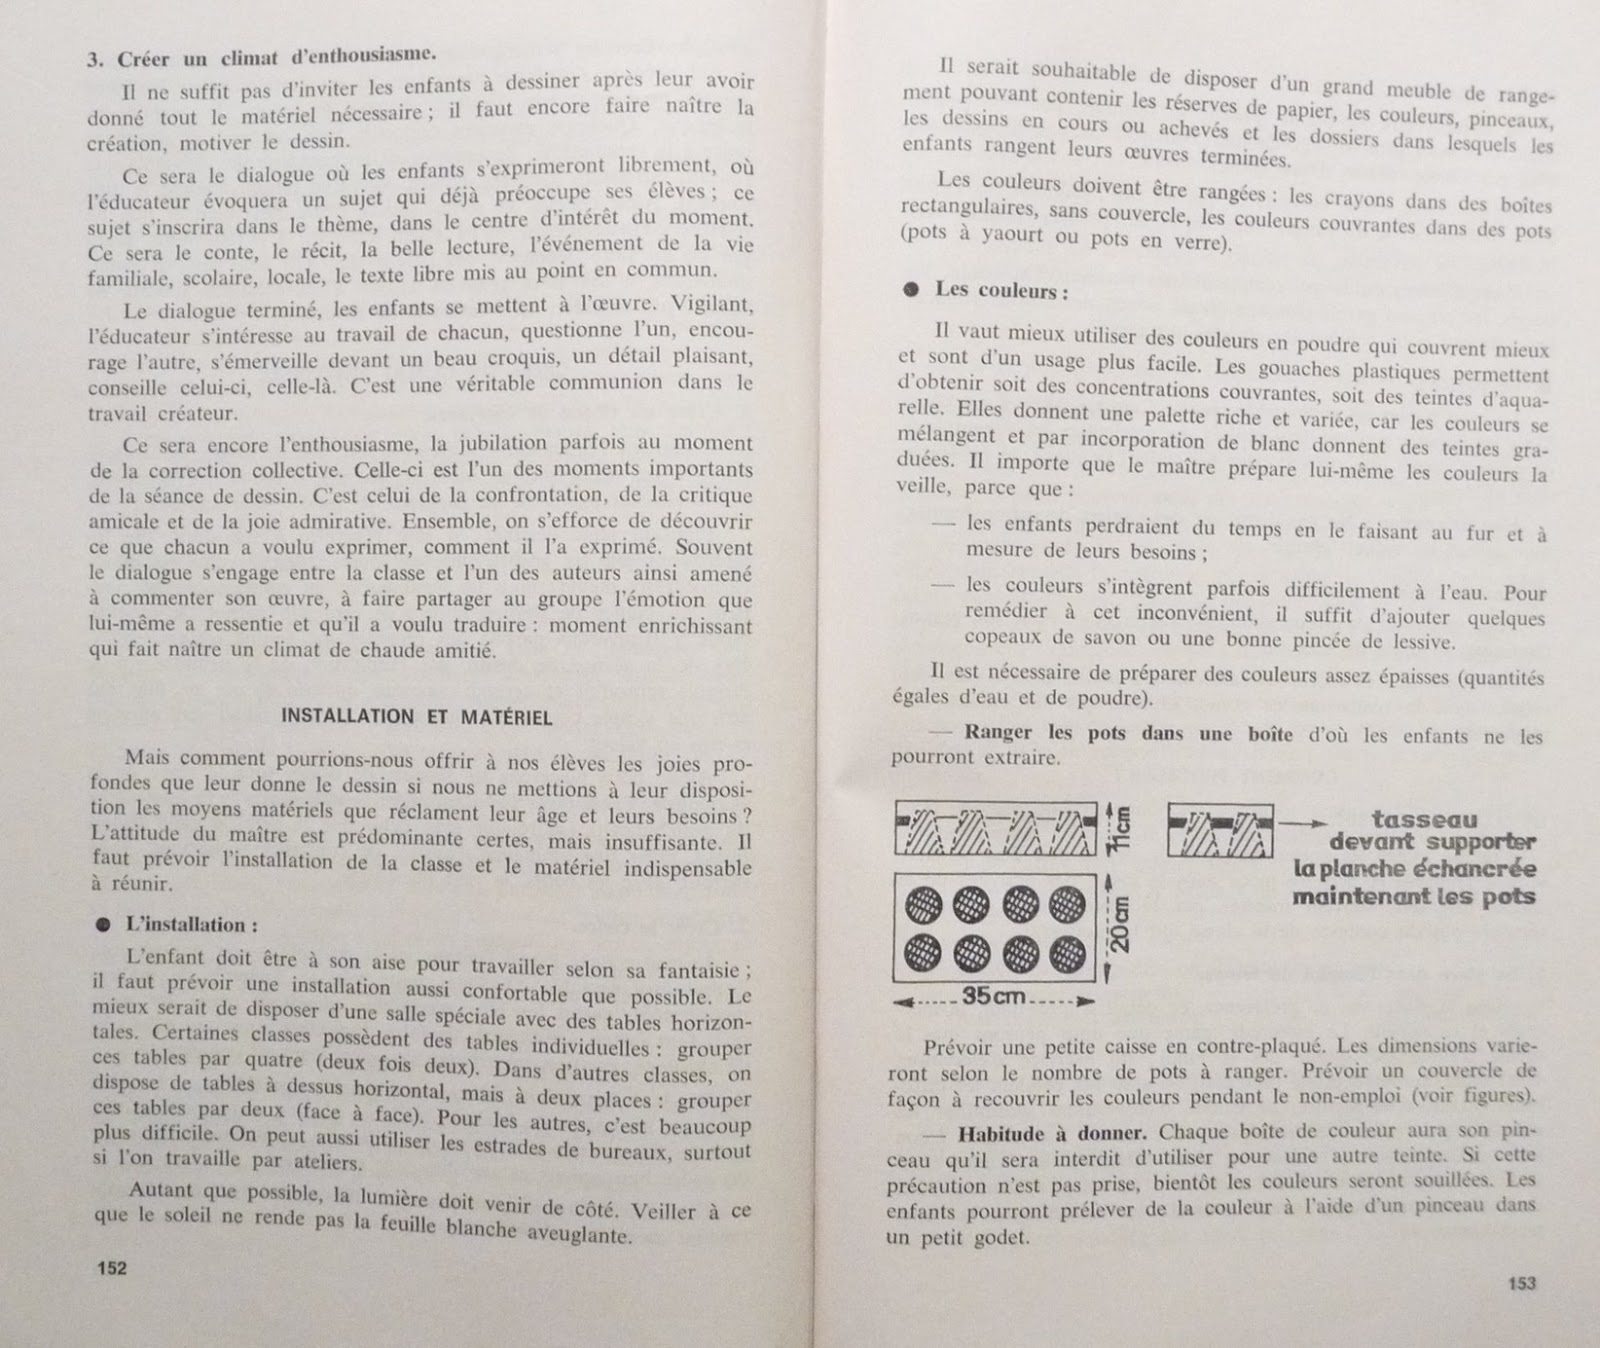 3. Créer un climat d'enthousiasme.
Il ne suffit pas d'inviter les enfants à dessiner après leur avoir
donné tout le matériel nécessaire ; il faut encore faire naître la
création, motiver le dessin.
Ce sera le dialogue où les enfants s'exprimeront librement, où
l'éducateur évoquera un sujet qui déjà préoccupe ses élèves ; ce
sujet s'inscrira dans le thème, dans le centre d'intérêt du moment.
Ce sera le conte, le récit, la belle lecture, l'événement de la vie
familiale, scolaire, locale, le texte libre mis au point en commun.
Le dialogue terminé, les enfants se mettent à l'œuvre. Vigilant,
l'éducateur s'intéresse au travail de chacun, questionne l'un, encou-
rage l'autre, s'émerveille devant un beau croquis, un détail plaisant,
conseille celui-ci, celle-là. C'est une véritable communion dans le
travail créateur.
Ce sera encore l'enthousiasme, la jubilation parfois au moment
de la correction collective. Celle-ci est l'un des moments importants
de la séance de dessin. C'est celui de la confrontation, de la critique
amicale et de la joie admirative. Ensemble, on s'efforce de découvrir
ce que chacun a voulu exprimer, comment il l'a exprimé. Souvent
le dialogue s'engage entre la classe et l'un des auteurs ainsi amené
à commenter son œuvre, à faire partager au groupe l'émotion que
lui-même a ressentie et qu'il a voulu traduire : moment enrichissant
qui fait naître un climat de chaude amitié.
INSTALLATION ET MATÉRIEL
Mais comment pourrions-nous offrir à nos élèves les joies pro-
fondes que leur donne le dessin si nous ne mettions à leur disposi-
tion les moyens matériels que réclament leur âge et leurs besoins ?
L'attitude du maître est prédominante certes, mais insuffisante. Il
faut prévoir l'installation de la classe et le matériel indispensable
à réunir.
● L'installation :
L'enfant doit être à son aise pour travailler selon sa fantaisie ;
il faut prévoir une installation aussi confortable que possible. Le
mieux serait de disposer d'une salle spéciale avec des tables horizon-
tales. Certaines classes possèdent des tables individuelles : grouper
ces tables par quatre (deux fois deux). Dans d'autres classes, on
dispose de tables à dessus horizontal, mais à deux places : grouper
ces tables par deux (face à face). Pour les autres, c'est beaucoup
plus difficile. On peut aussi utiliser les estrades de bureaux, surtout
si l'on travaille par ateliers.
Autant que possible, la lumière doit venir de côté. Veiller à ce
que le soleil ne rende pas la feuille blanche aveuglante.
152
Il serait souhaitable de disposer d'un grand meuble de range-
ment pouvant contenir les réserves de papier, les couleurs, pinceaux,
les dessins en cours ou achevés et les dossiers dans lesquels les
enfants rangent leurs œuvres terminées.
Les couleurs doivent être rangées : les crayons dans des boîtes
rectangulaires, sans couvercle, les couleurs couvrantes dans des pots
(pots à yaourt ou pots en verre).
● Les couleurs :
Il vaut mieux utiliser des couleurs en poudre qui couvrent mieux
et sont d'un usage plus facile. Les gouaches plastiques permettent
d'obtenir soit des concentrations couvrantes, soit des teintes d'aqua-
relle. Elles donnent une palette riche et variée, car les couleurs se
mélangent et par incorporation de blanc donnent des teintes gra-
duées. Il importe que le maître prépare lui-même les couleurs la
veille, parce que :
— les enfants perdraient du temps en le faisant au fur et à
mesure de leurs besoins ;
— les couleurs s'intègrent parfois difficilement à l'eau. Pour
remédier à cet inconvénient, il suffit d'ajouter quelques
copeaux de savon ou une bonne pincée de lessive.
Il est nécessaire de préparer des couleurs assez épaisses (quantités
égales d'eau et de poudre).
— Ranger les pots dans une boîte d'où les enfants ne les
pourront extraire.
11cm
tasseau
devant supporter
la planche échancrée
maintenant les pots
20cm
35cm
Prévoir une petite caisse en contre-plaqué. Les dimensions varie-
ront selon le nombre de pots à ranger. Prévoir un couvercle de
façon à recouvrir les couleurs pendant le non-emploi (voir figures).
— Habitude à donner. Chaque boîte de couleur aura son pin-
ceau qu'il sera interdit d'utiliser pour une autre teinte. Si cette
précaution n'est pas prise, bientôt les couleurs seront souillées. Les
enfants pourront prélever de la couleur à l'aide d'un pinceau dans
un petit godet.
153